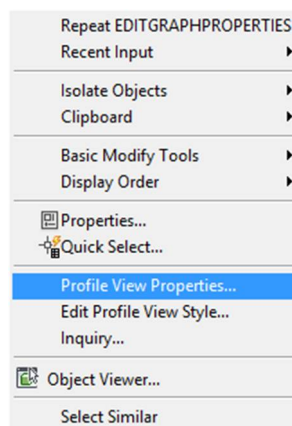 Repeat EDITGRAPHPROPERTIES
Recent Input
Isolate Objects
Clipboard
Basic Modify Tools
Display Order
Properties...
Quick Select...
Profile View Properties...
Edit Profile View Style...
Inquiry...
Object Viewer...
Select Similar